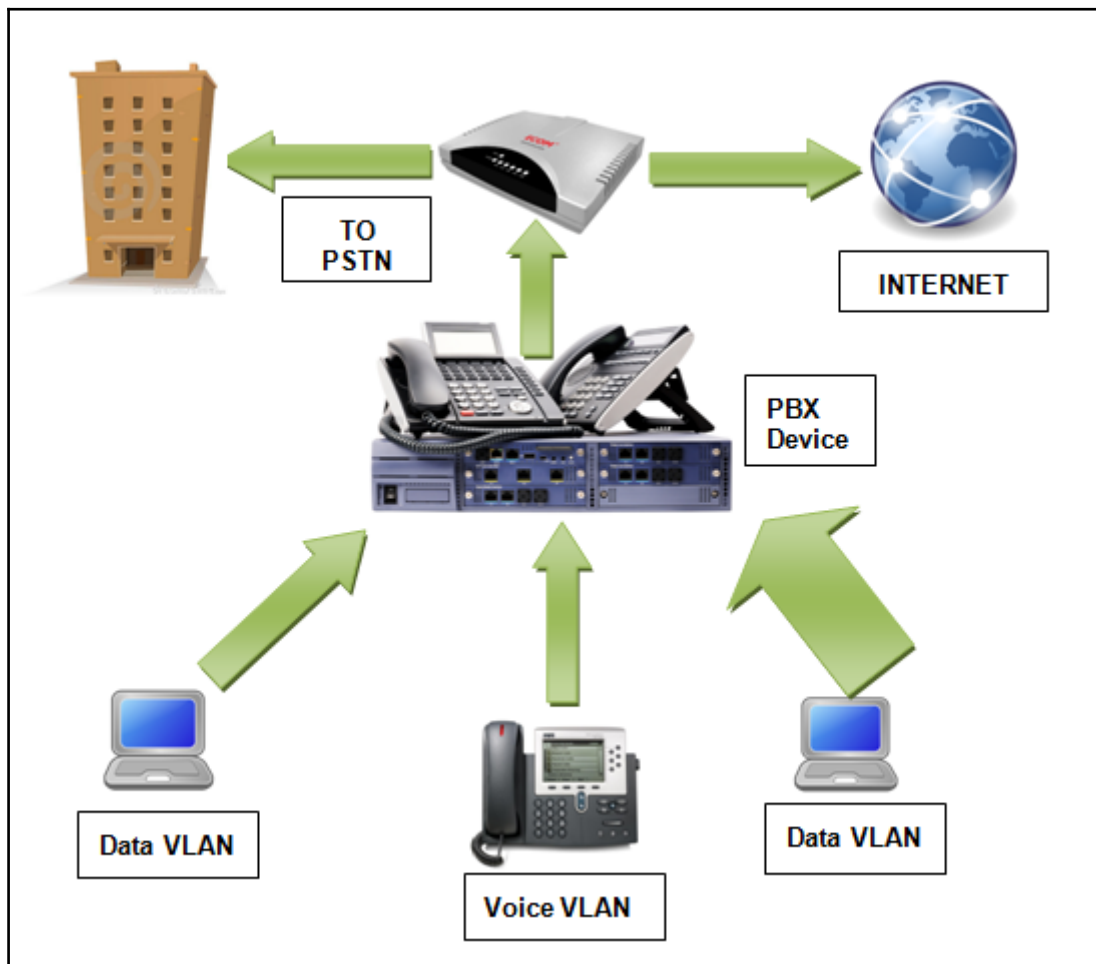 TO
PSTN
INTERNET
PBX
Device
Data VLAN
Data VLAN
Voice VLAN